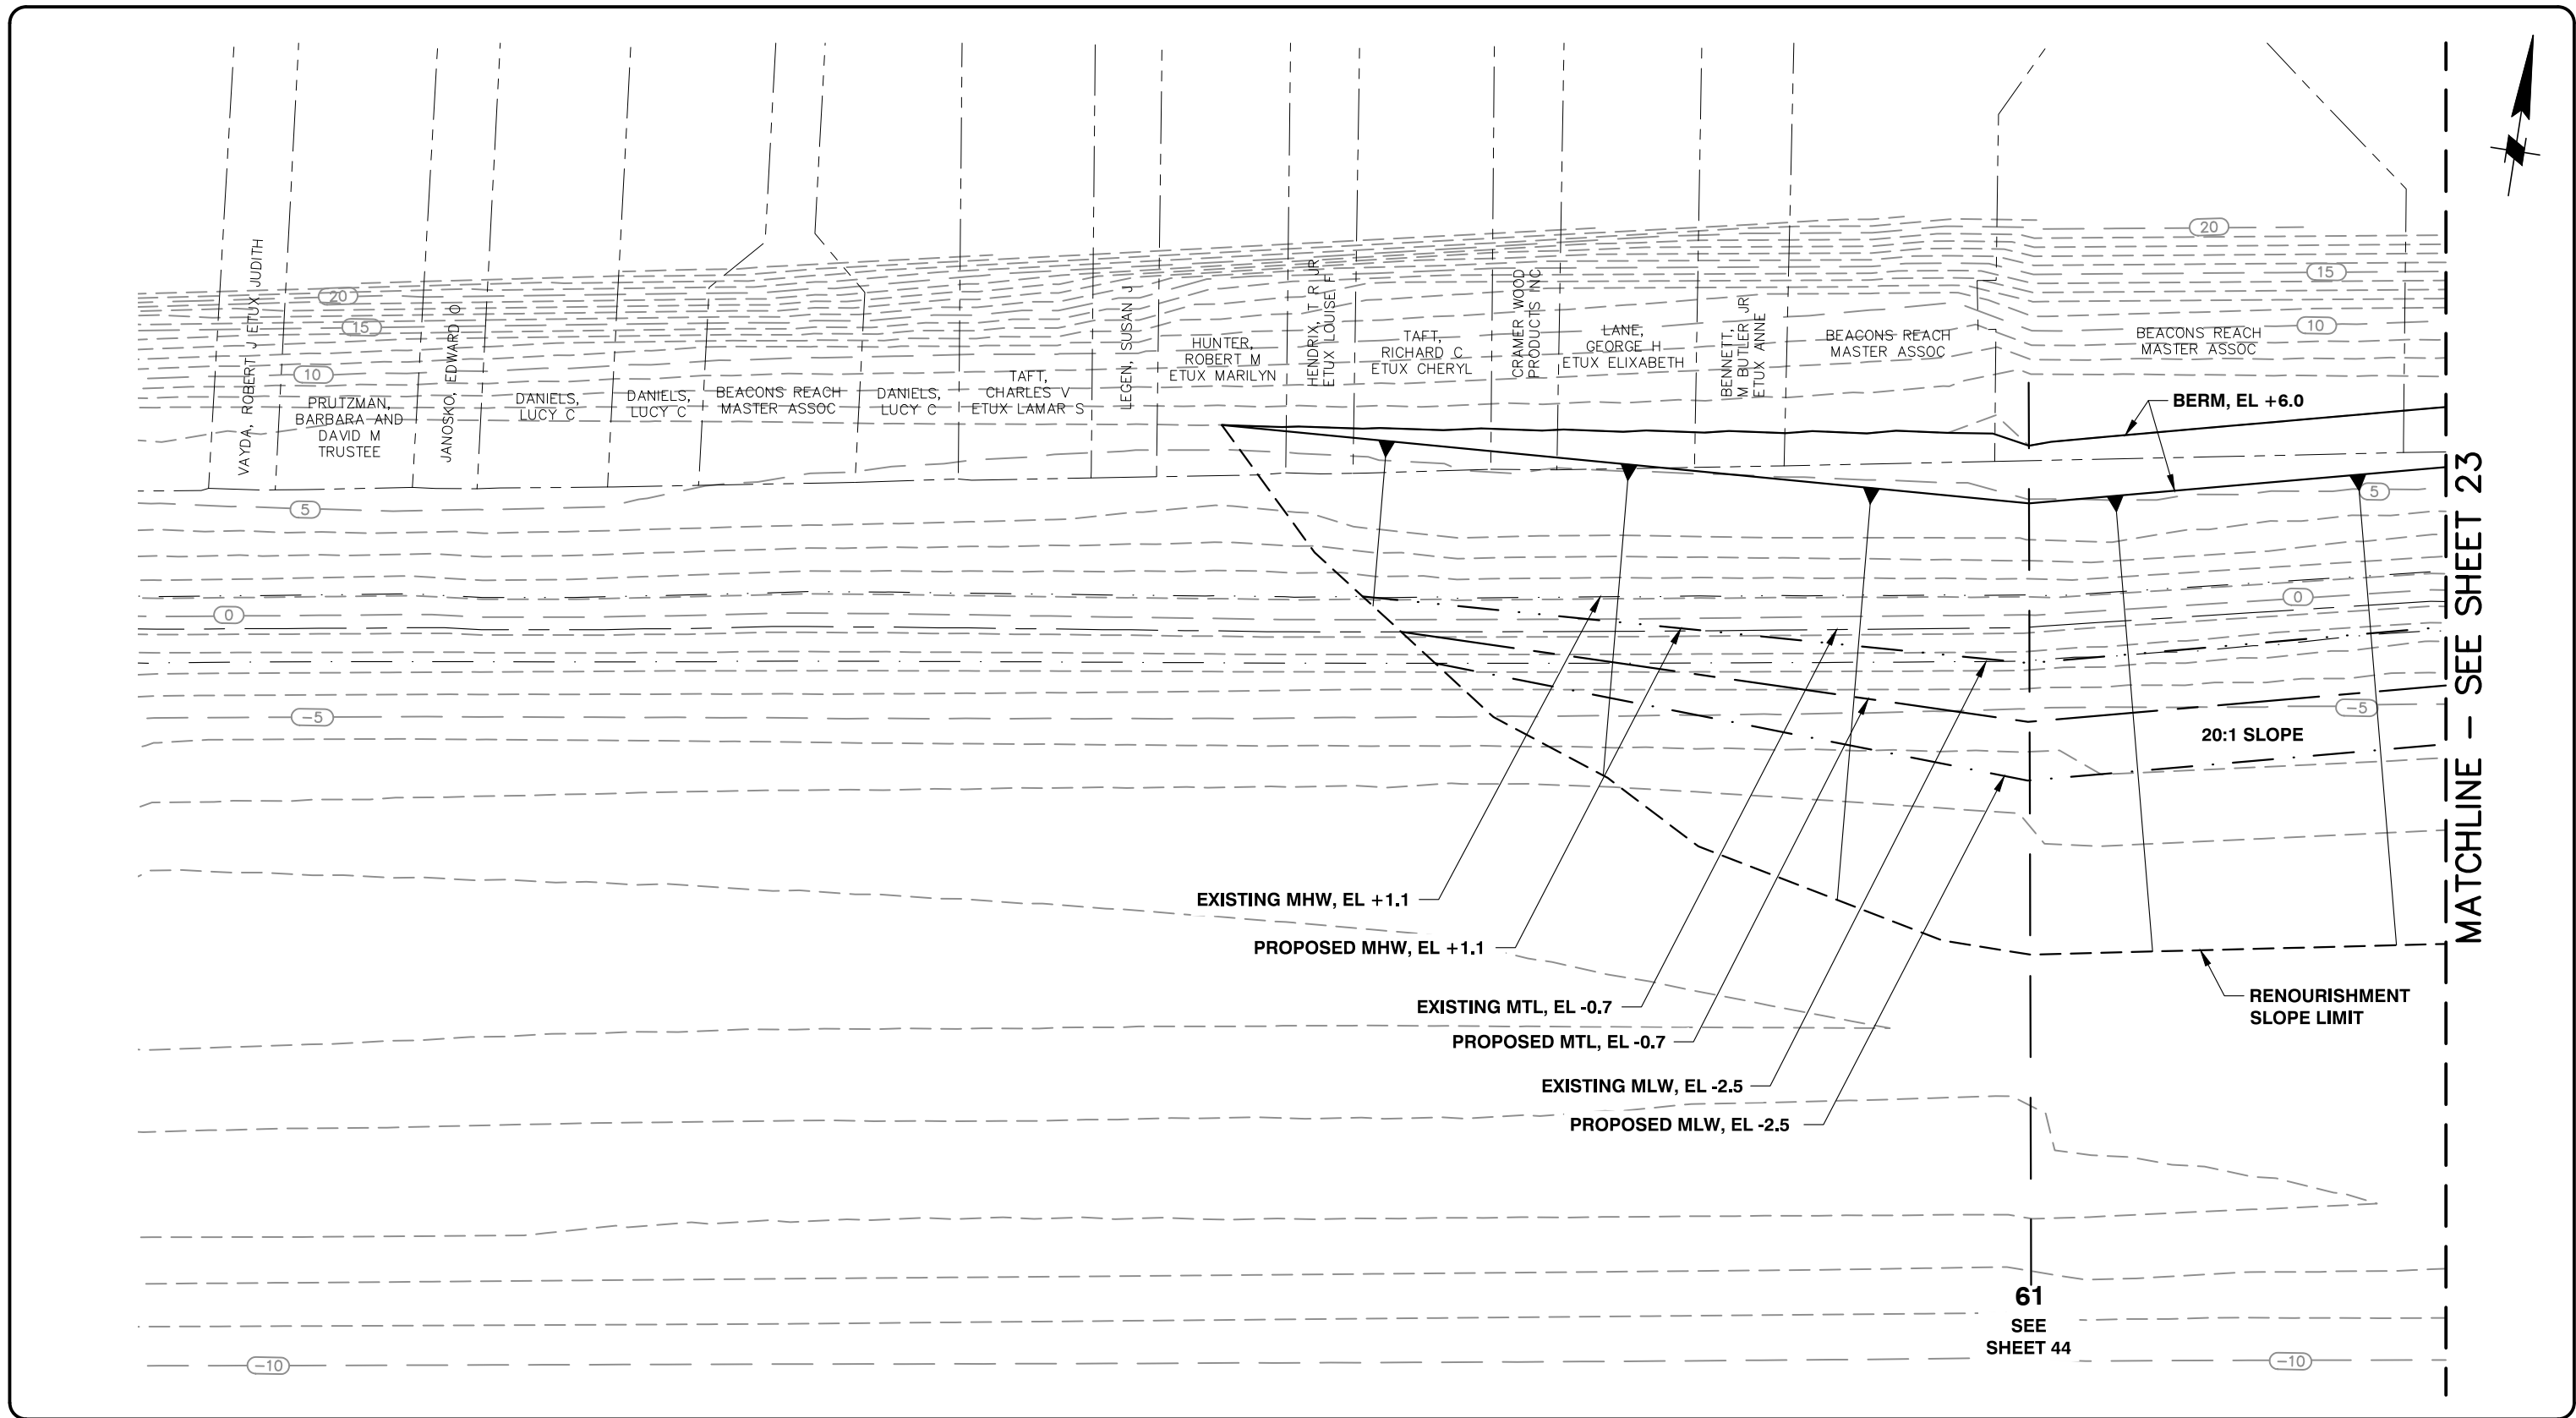 20
15
10
5
0
-5
-10
VAYDA, ROBERT J ETUX JUDITH
PRUTZMAN,
BARBARA AND
DAVID M
TRUSTEE
JANOSKO, EDWARD O
DANIELS,
LUCY C
DANIELS,
LUCY C
BEACONS REACH
MASTER ASSOC
DANIELS,
LUCY C
TAFT,
CHARLES V
ETUX LAMAR S
LEGEN, SUSAN J
HUNTER,
ROBERT M
ETUX MARILYN
HENDRIX, T R JR
ETUX LOUISE F
TAFT,
RICHARD C
ETUX CHERYL
CRAMER WOOD
PRODUCTS INC
LANE,
GEORGE H
ETUX ELIXABETH
BENNETT,
M BUTLER JR
ETUX ANNE
BEACONS REACH
MASTER ASSOC
BEACONS REACH
MASTER ASSOC
20
15
10
BERM, EL +6.0
5
0
-5
20:1 SLOPE
EXISTING MHW, EL +1.1
PROPOSED MHW, EL +1.1
EXISTING MTL, EL -0.7
PROPOSED MTL, EL -0.7
EXISTING MLW, EL -2.5
PROPOSED MLW, EL -2.5
RENOURISHMENT
SLOPE LIMIT
61
SEE
SHEET 44
-10
MATCHLINE - SEE SHEET 23